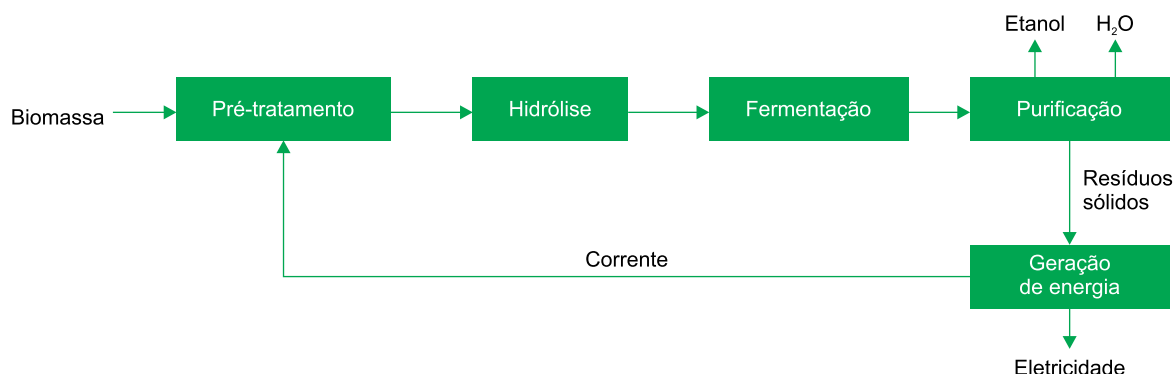 Etanol
H₂O
Biomassa
Pré-tratamento
Hidrólise
Fermentação
Purificação
Resíduos
sólidos
Corrente
Geração
de energia
Eletricidade